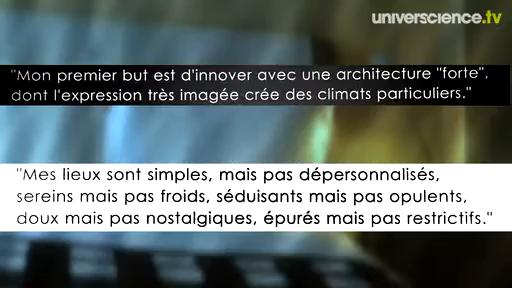 universcience.tv
"Mon premier but est d'innover avec une architecture "forte",
dont l'expression très imagée crée des climats particuliers."
"Mes lieux sont simples, mais pas dépersonnalisés,
sereins mais pas froids, séduisants mais pas opulents,
doux mais pas nostalgiques, épurés mais pas restrictifs."